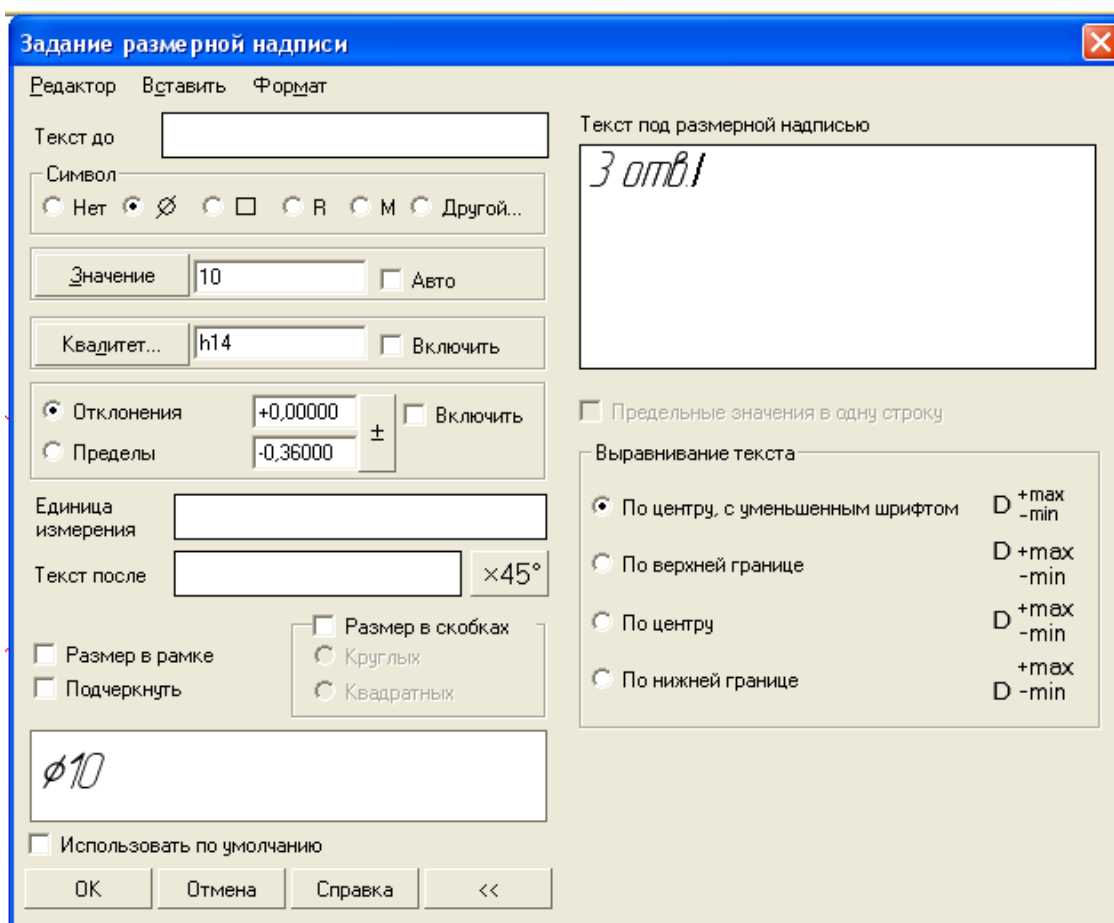 Задание размерной надписи
Редактор Вставить Формат
Текст до
Символ
Нет Ø □ R M Другой...
Значение 10 Авто
Квалитет... h14 Включить
Отклонения +0,00000 ± Включить
Пределы -0,36000
Единица
измерения
Текст после ×45°
Размер в скобках
Размер в рамке Круглых
Подчеркнуть Квадратных
Ø10
Использовать по умолчанию
OK Отмена Справка <<
Текст под размерной надписью
3 отв.
Предельные значения в одну строку
Выравнивание текста
По центру, с уменьшенным шрифтом D +max -min
По верхней границе D +max -min
По центру D +max -min
По нижней границе D +max -min